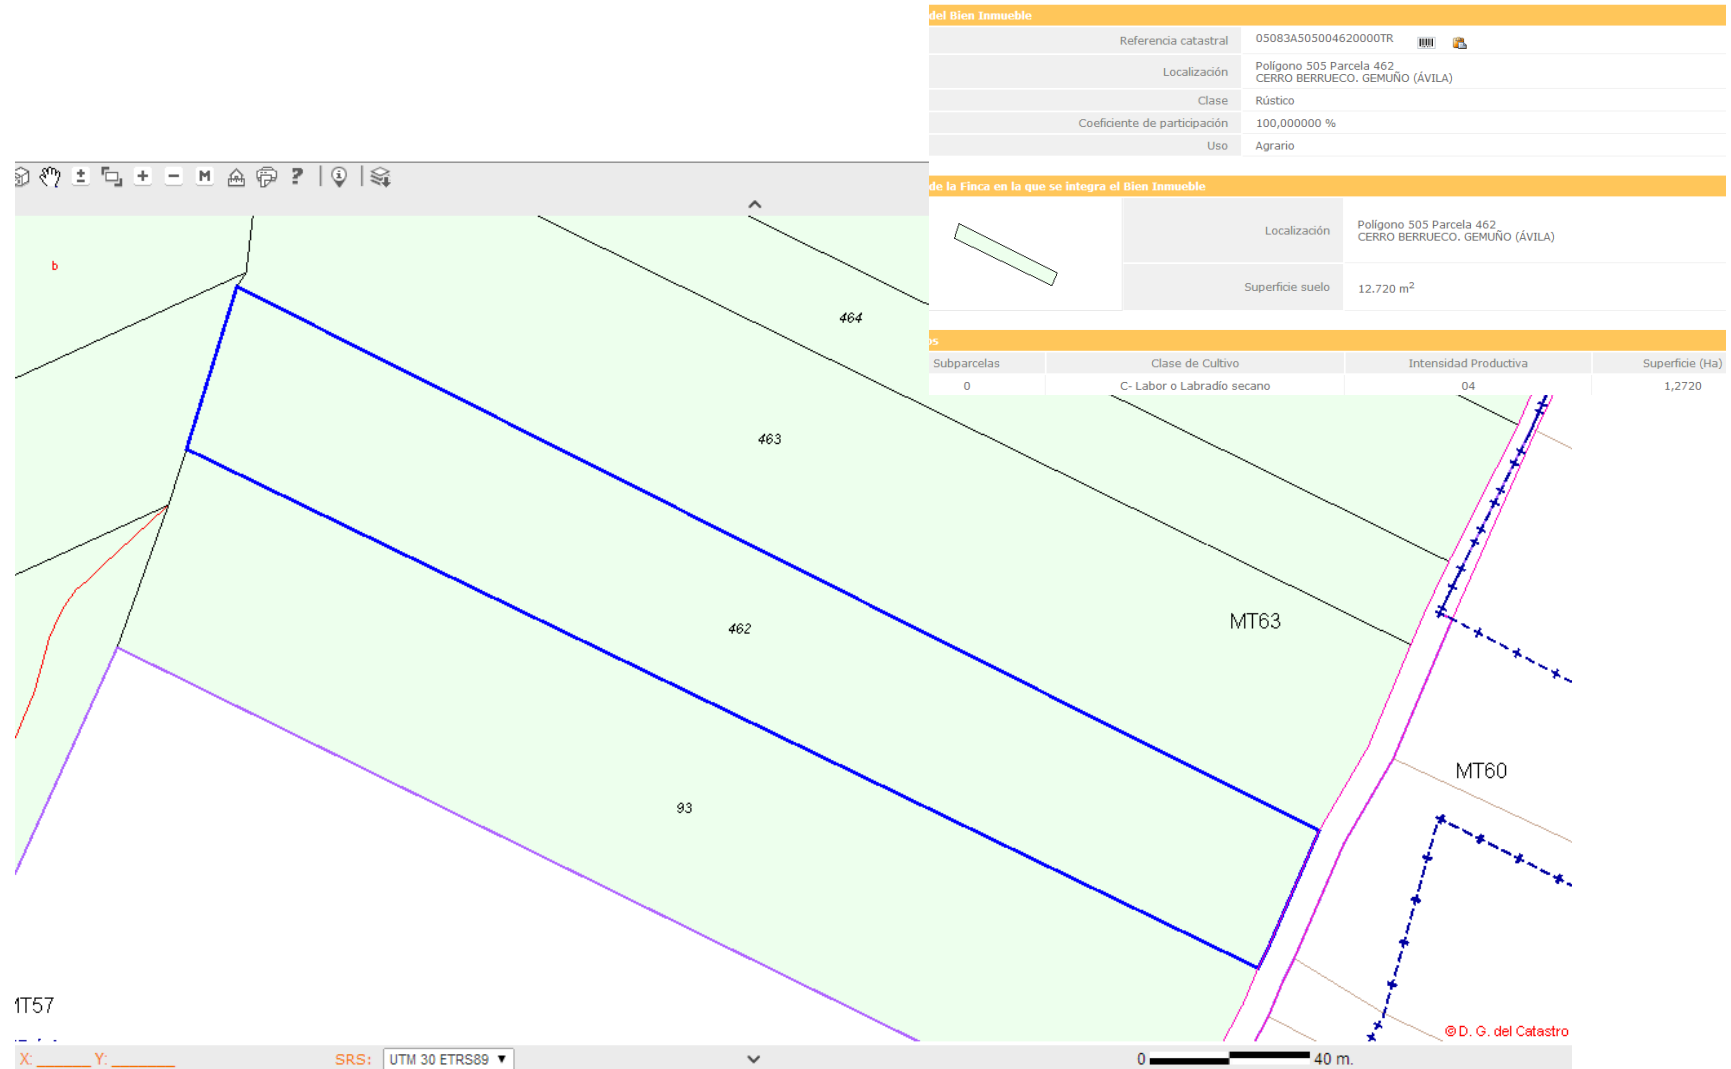 del Bien Inmueble
Referencia catastral 05083A505004620000TR
Localización Polígono 505 Parcela 462
CERRO BERRUECO. GEMUÑO (ÁVILA)
Clase Rústico
Coeficiente de participación 100,000000 %
Uso Agrario
de la Finca en la que se integra el Bien Inmueble
Localización Polígono 505 Parcela 462
CERRO BERRUECO. GEMUÑO (ÁVILA)
Superficie suelo 12.720 m²
os
Subparcelas Clase de Cultivo Intensidad Productiva Superficie (Ha)
0 C- Labor o Labradío secano 04 1,2720
M ?
b
464
463
MT63
462
MT60
93
MT57
© D. G. del Catastro
X: Y: SRS: UTM 30 ETRS89 0 40 m.